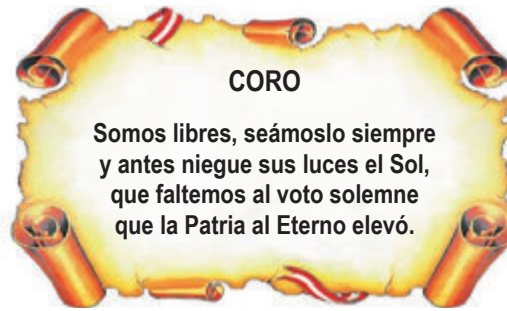 CORO
Somos libres, seámoslo siempre
y antes niegue sus luces el Sol,
que faltemos al voto solemne
que la Patria al Eterno elevó.